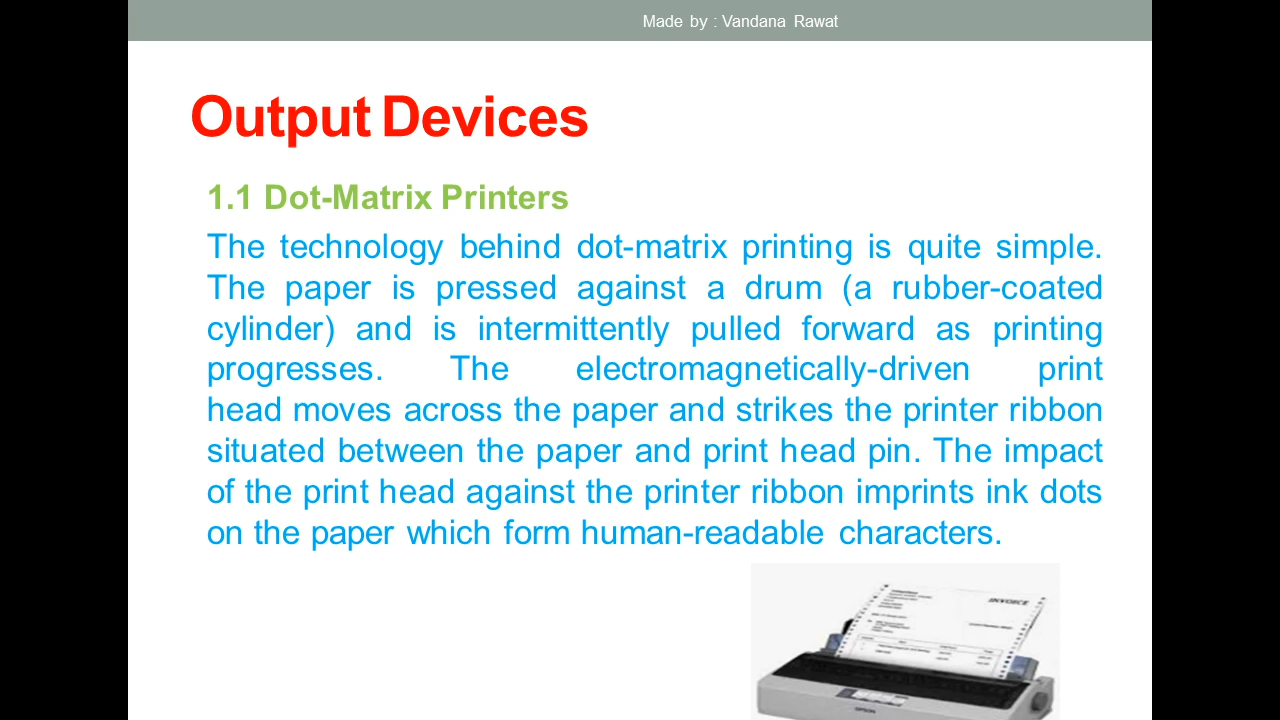 Made by : Vandana Rawat
Output Devices
1.1 Dot-Matrix Printers
The technology behind dot-matrix printing is quite simple.
The paper is pressed against a drum (a rubber-coated
cylinder) and is intermittently pulled forward as printing
progresses. The electromagnetically-driven print
head moves across the paper and strikes the printer ribbon
situated between the paper and print head pin. The impact
of the print head against the printer ribbon imprints ink dots
on the paper which form human-readable characters.
INVOICE
EPSON